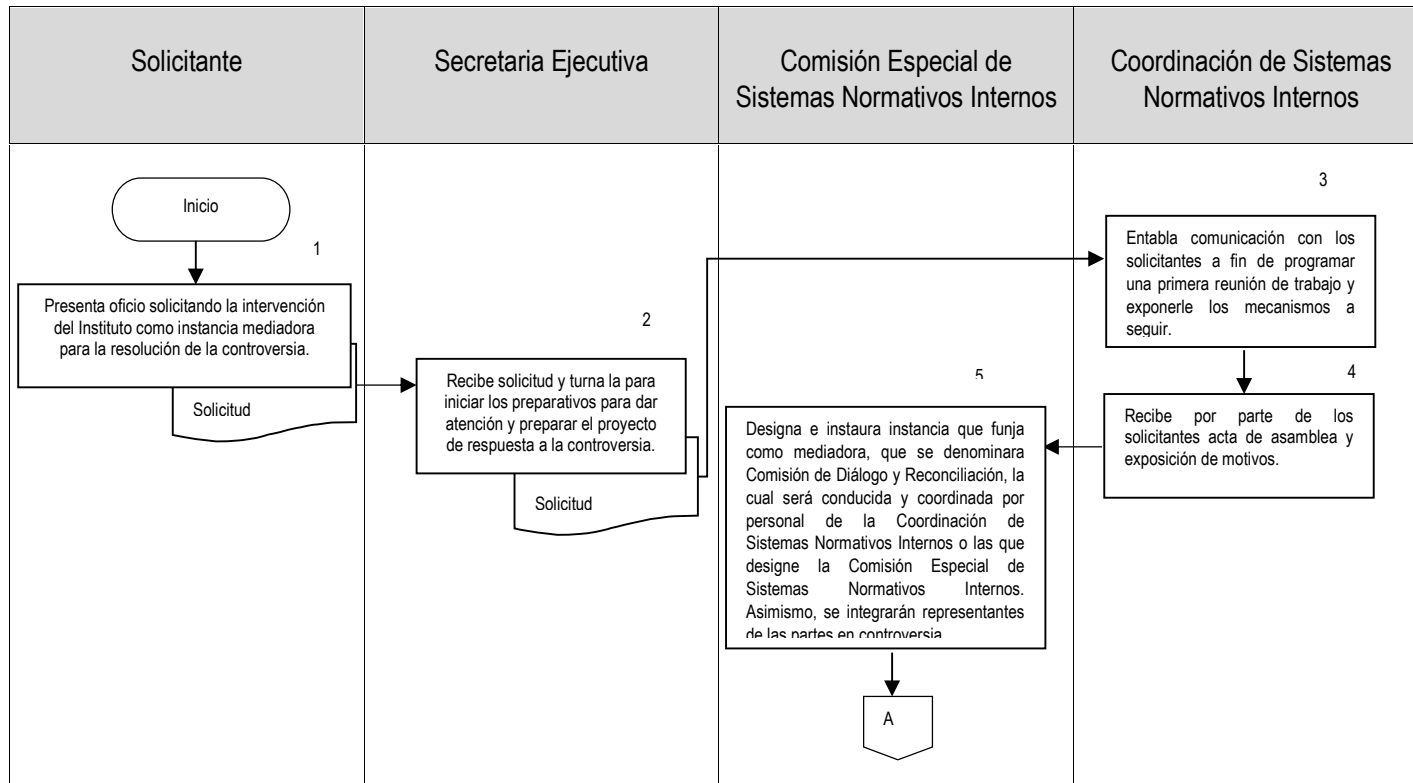 Solicitante
Secretaria Ejecutiva
Comisión Especial de
Sistemas Normativos Internos
Coordinación de Sistemas
Normativos Internos
Inicio
1
Presenta oficio solicitando la intervención
del Instituto como instancia mediadora
para la resolución de la controversia.
Solicitud
2
Recibe solicitud y turna la para
iniciar los preparativos para dar
atención y preparar el proyecto
de respuesta a la controversia.
Solicitud
3
Entabla comunicación con los
solicitantes a fin de programar
una primera reunión de trabajo y
exponerle los mecanismos a
seguir.
4
Recibe por parte de los
solicitantes acta de asamblea y
exposición de motivos.
5
Designa e instaura instancia que funja
como mediadora, que se denominara
Comisión de Diálogo y Reconciliación, la
cual será conducida y coordinada por
personal de la Coordinación de
Sistemas Normativos Internos o las que
designe la Comisión Especial de
Sistemas Normativos Internos.
Asimismo, se integrarán representantes
de las partes en controversia
A